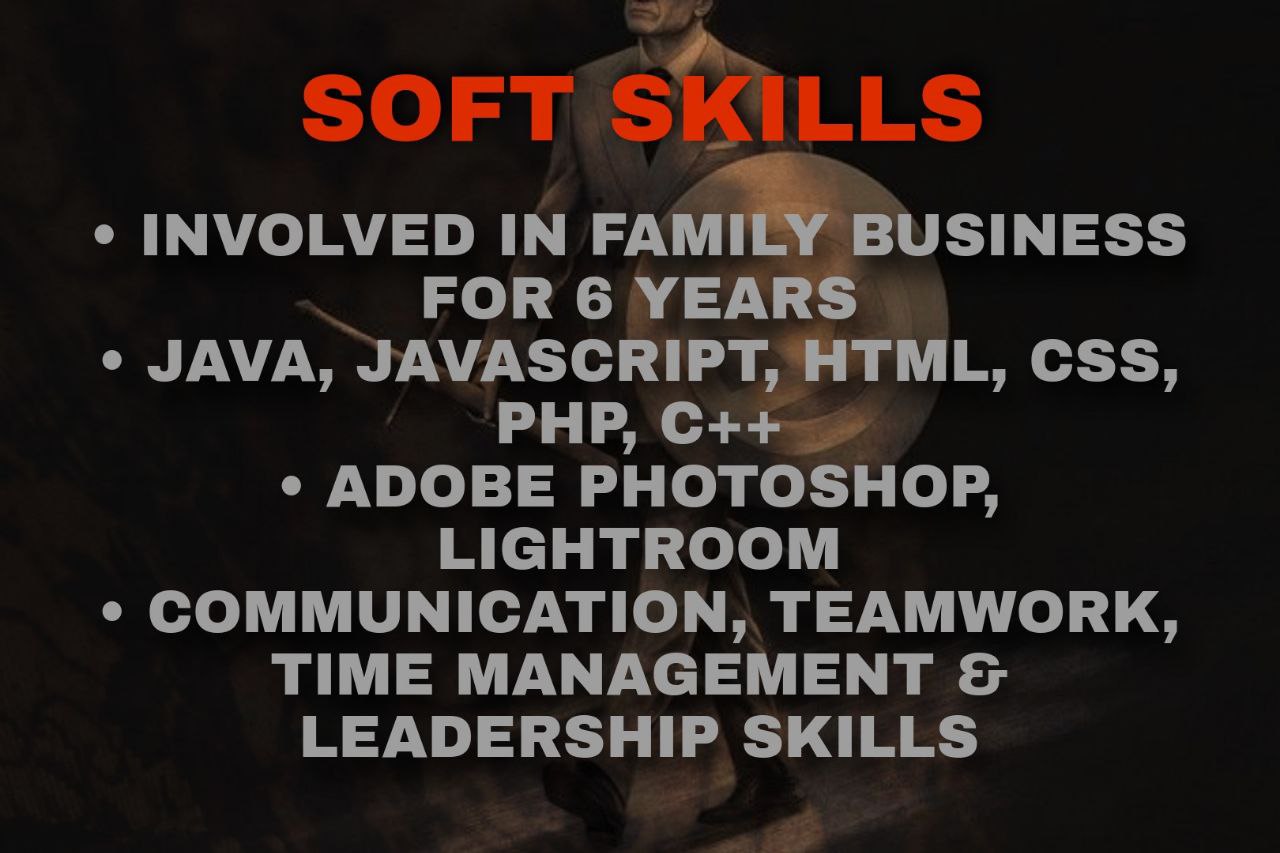 SOFT SKILLS
• INVOLVED IN FAMILY BUSINESS
FOR 6 YEARS
• JAVA, JAVASCRIPT, HTML, CSS,
PHP, C++
• ADOBE PHOTOSHOP,
LIGHTROOM
• COMMUNICATION, TEAMWORK,
TIME MANAGEMENT &
LEADERSHIP SKILLS